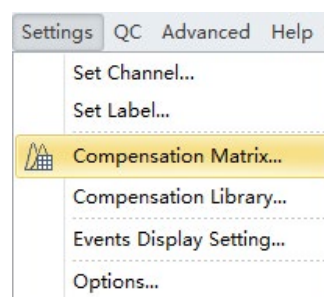 Settings QC Advanced Help
Set Channel...
Set Label...
Compensation Matrix...
Compensation Library...
Events Display Setting...
Options...